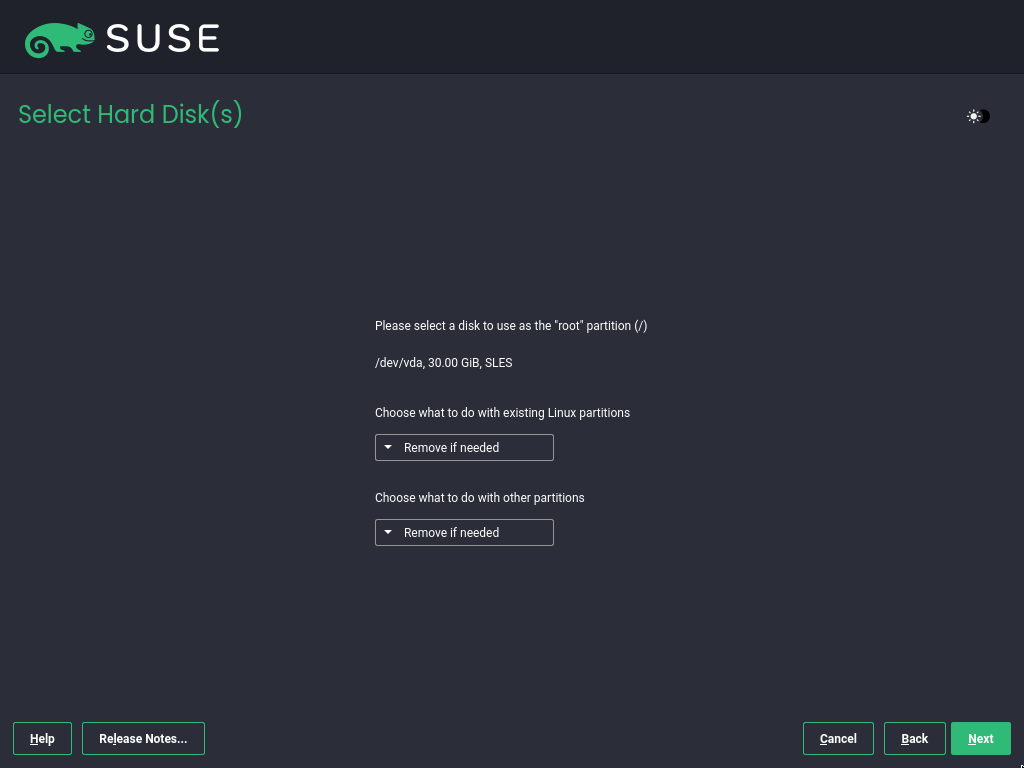 SUSE
Select Hard Disk(s)
Please select a disk to use as the "root" partition (/)
/dev/vda, 30.00 GiB, SLES
Choose what to do with existing Linux partitions
Remove if needed
Choose what to do with other partitions
Remove if needed
Help
Release Notes...
Cancel
Back
Next